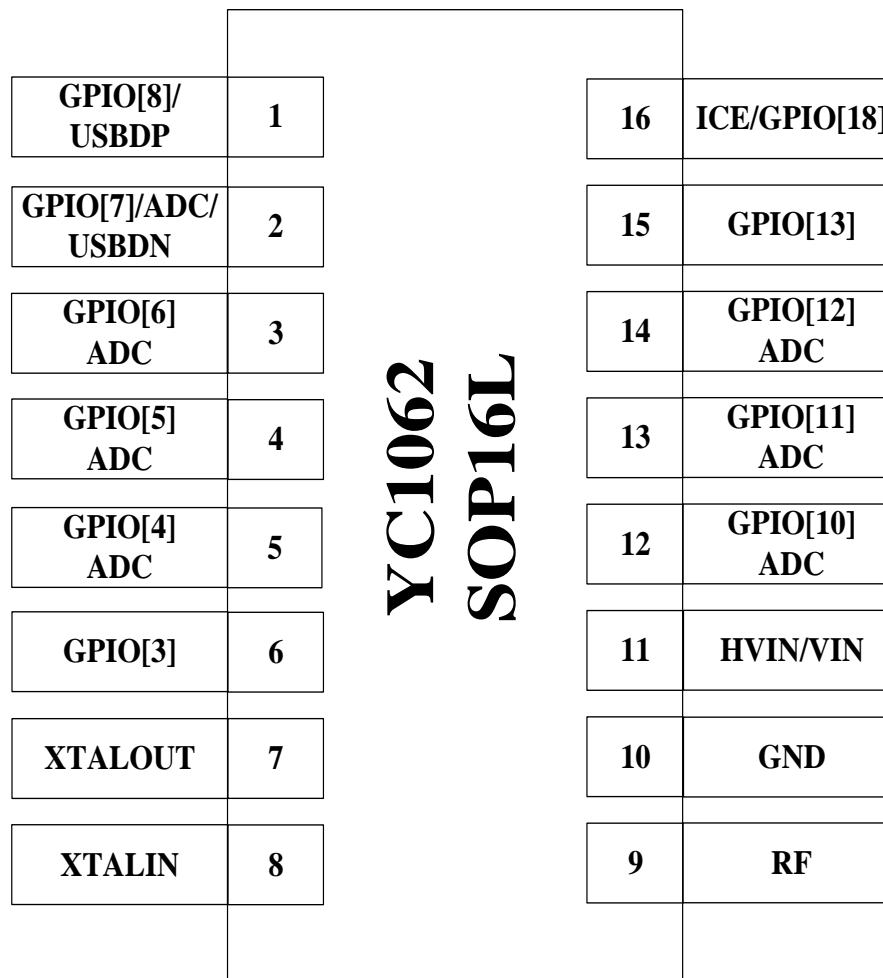 GPIO[8]/
USBDP
1
GPIO[7]/ADC/
USBDN
2
GPIO[6]
ADC
3
GPIO[5]
ADC
4
GPIO[4]
ADC
5
GPIO[3]
6
XTALOUT
7
XTALIN
8
YC1062
SOP16L
16
ICE/GPIO[18]
15
GPIO[13]
14
GPIO[12]
ADC
13
GPIO[11]
ADC
12
GPIO[10]
ADC
11
HVIN/VIN
10
GND
9
RF